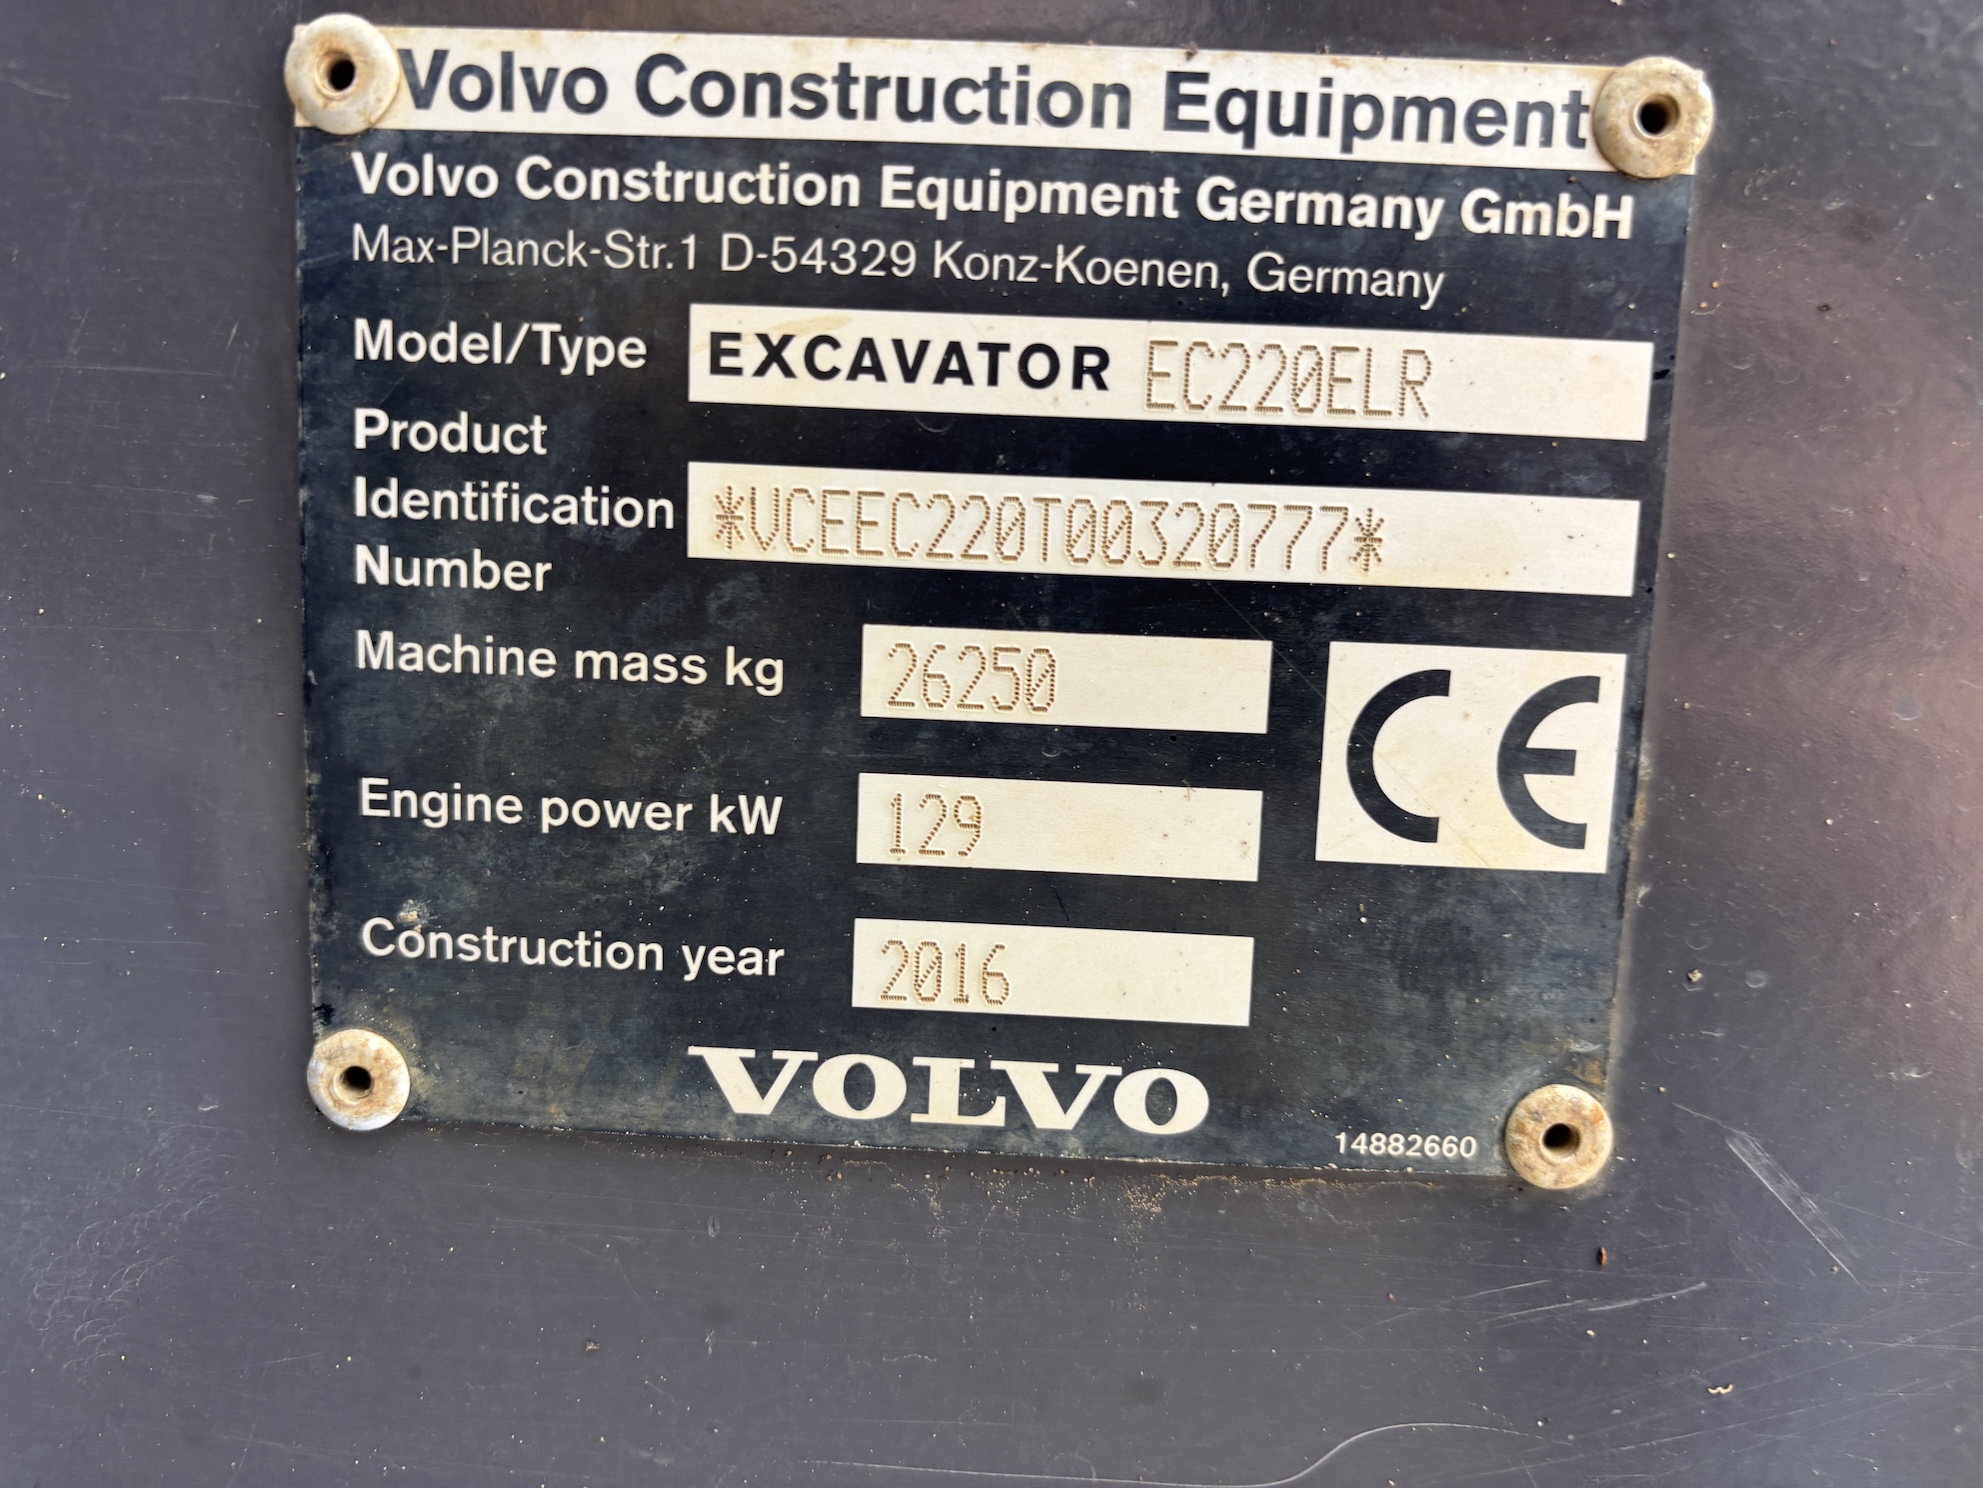 Volvo Construction Equipment
Volvo Construction Equipment Germany GmbH
Max-Planck-Str.1 D-54329 Konz-Koenen, Germany
Model/Type EXCAVATOR EC220ELR
Product
Identification *VCEEC220T00320777*
Number
Machine mass kg 26250
CE
Engine power kW 129
Construction year 2016
VOLVO
14882660